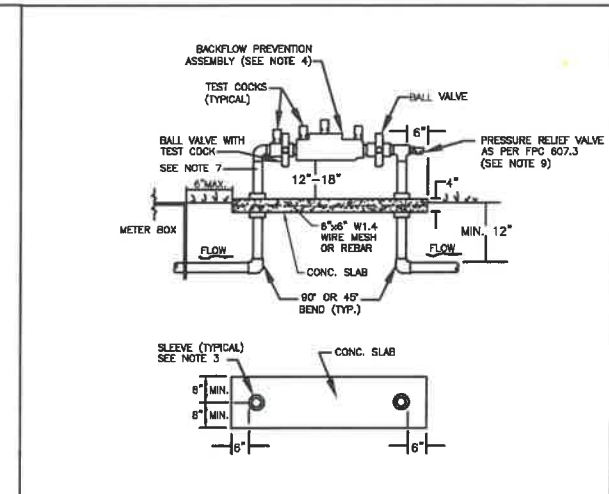 BACKFLOW PREVENTION
ASSEMBLY (SEE NOTE 4)
TEST COCKS
(TYPICAL)
BALL VALVE
6"
BALL VALVE WITH
TEST COCK
SEE NOTE 7
PRESSURE RELIEF VALVE
AS PER FPC 607.3
(SEE NOTE 9)
12"-18"
6"MAX.
4"
METER BOX
6"x6" W1.4
WIRE MESH
OR REBAR
MIN. 12"
FLOW
FLOW
CONC. SLAB
90° OR 45°
BEND (TYP.)
SLEEVE (TYPICAL)
SEE NOTE 3
CONC. SLAB
8" MIN.
8" MIN.
6"
6"